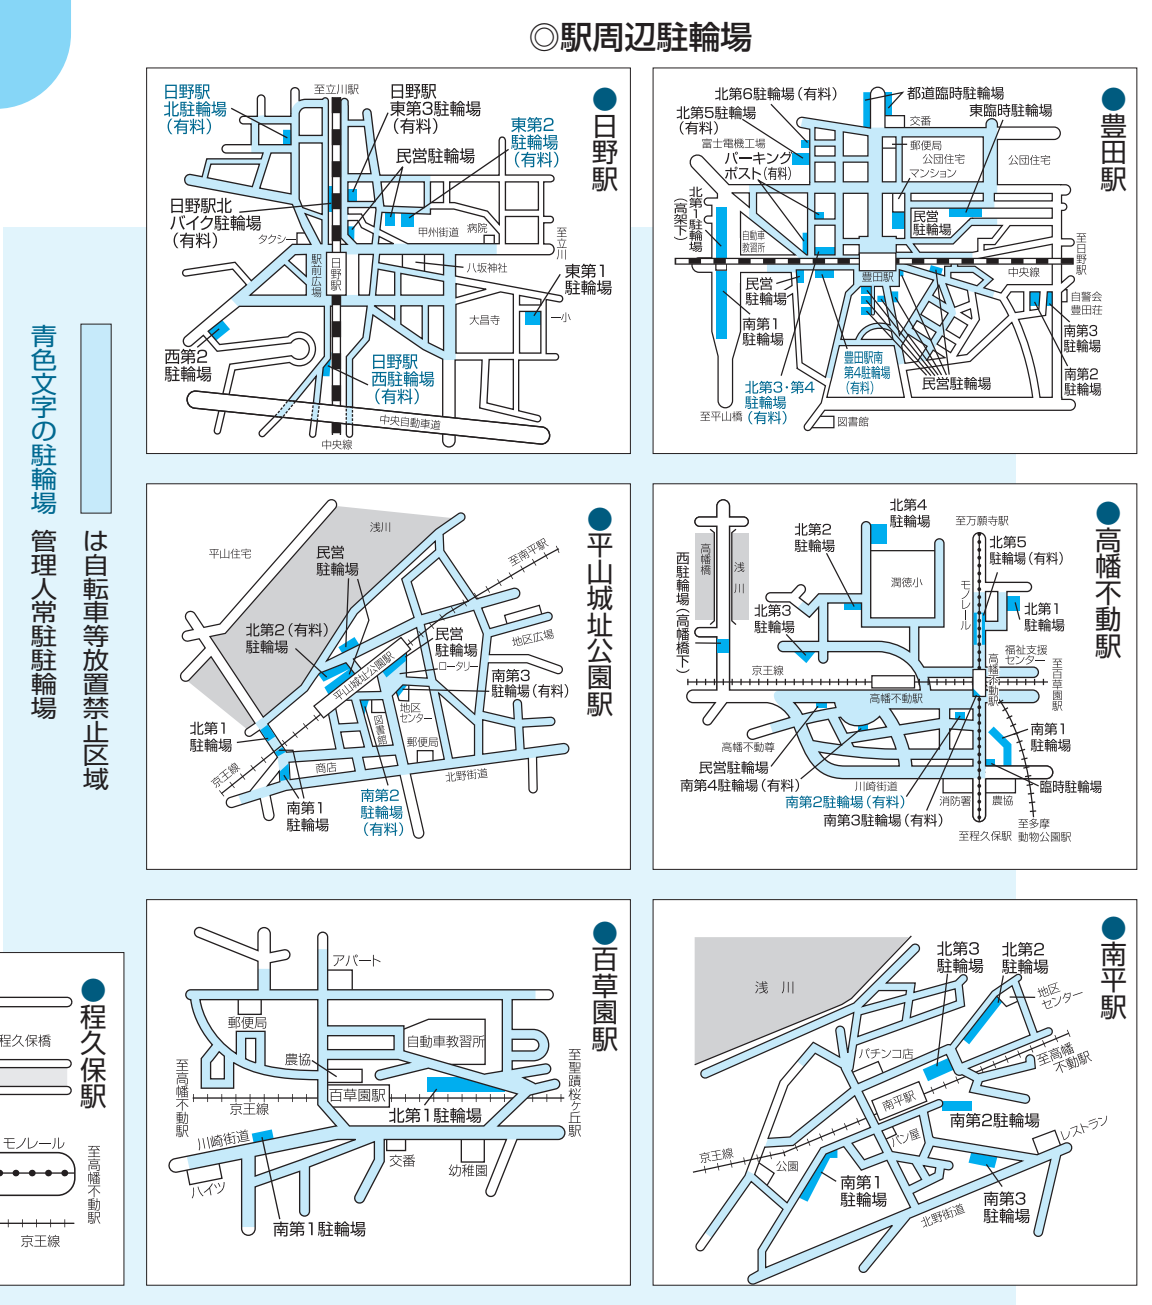 ◎駅周辺駐輪場
青色文字の駐輪場 管理人常駐駐輪場
は自転車等放置禁止区域
●日野駅
至立川駅
日野駅
北駐輪場
(有料)
日野駅
東第3駐輪場
(有料)
東第2
駐輪場
(有料)
民営駐輪場
日野駅北
バイク駐輪場
(有料)
タクシー
甲州街道
病院
至立川
駅前広場
日野駅
八坂神社
東第1
駐輪場
大昌寺
一小
西第2
駐輪場
日野駅
西駐輪場
(有料)
中央自動車道
中央線
●豊田駅
北第6駐輪場(有料)
都道臨時駐輪場
北第5駐輪場
(有料)
東臨時駐輪場
交番
富士電機工場
郵便局
パーキング
ポスト(有料)
公団住宅
公団住宅
マンション
北第1駐輪場
(高架下)
民営
駐輪場
自動車
教習所
至日野駅
豊田駅
中央線
民営
駐輪場
自警会
豊田荘
南第1
駐輪場
南第3
駐輪場
豊田駅南
第4駐輪場
(有料)
民営駐輪場
南第2
駐輪場
北第3・第4
駐輪場
(有料)
至平山橋
図書館
●平山城址公園駅
浅川
平山住宅
民営
駐輪場
至南平駅
北第2(有料)
駐輪場
民営
駐輪場
地区広場
ロータリー
平山城址公園駅
南第3
駐輪場(有料)
地区
センター
図書館
北第1
駐輪場
郵便局
京王線
商店
北野街道
南第1
駐輪場
南第2
駐輪場
(有料)
●高幡不動駅
北第4
駐輪場
北第2
駐輪場
至万願寺駅
北第5
駐輪場(有料)
高幡橋
浅川
西駐輪場(高幡橋下)
潤徳小
モノレール
北第3
駐輪場
北第1
駐輪場
福祉支援
センター
京王線
高幡不動駅
高幡不動駅
至百草園駅
高幡不動尊
南第1
駐輪場
民営駐輪場
南第4駐輪場(有料)
川崎街道
臨時駐輪場
南第2駐輪場(有料)
消防署
農協
南第3駐輪場(有料)
至程久保駅
至多摩
動物公園駅
●百草園駅
アパート
郵便局
自動車教習所
農協
至高幡不動駅
百草園駅
至聖蹟桜ヶ丘駅
京王線
北第1駐輪場
川崎街道
交番
幼稚園
ハイツ
南第1駐輪場
●南平駅
北第3
駐輪場
北第2
駐輪場
浅川
地区
センター
パチンコ店
至高幡
不動駅
南平駅
南第2駐輪場
パン屋
レストラン
京王線
公園
南第1
駐輪場
南第3
駐輪場
北野街道
●程久保駅
程久保橋
モノレール
至高幡不動駅
京王線